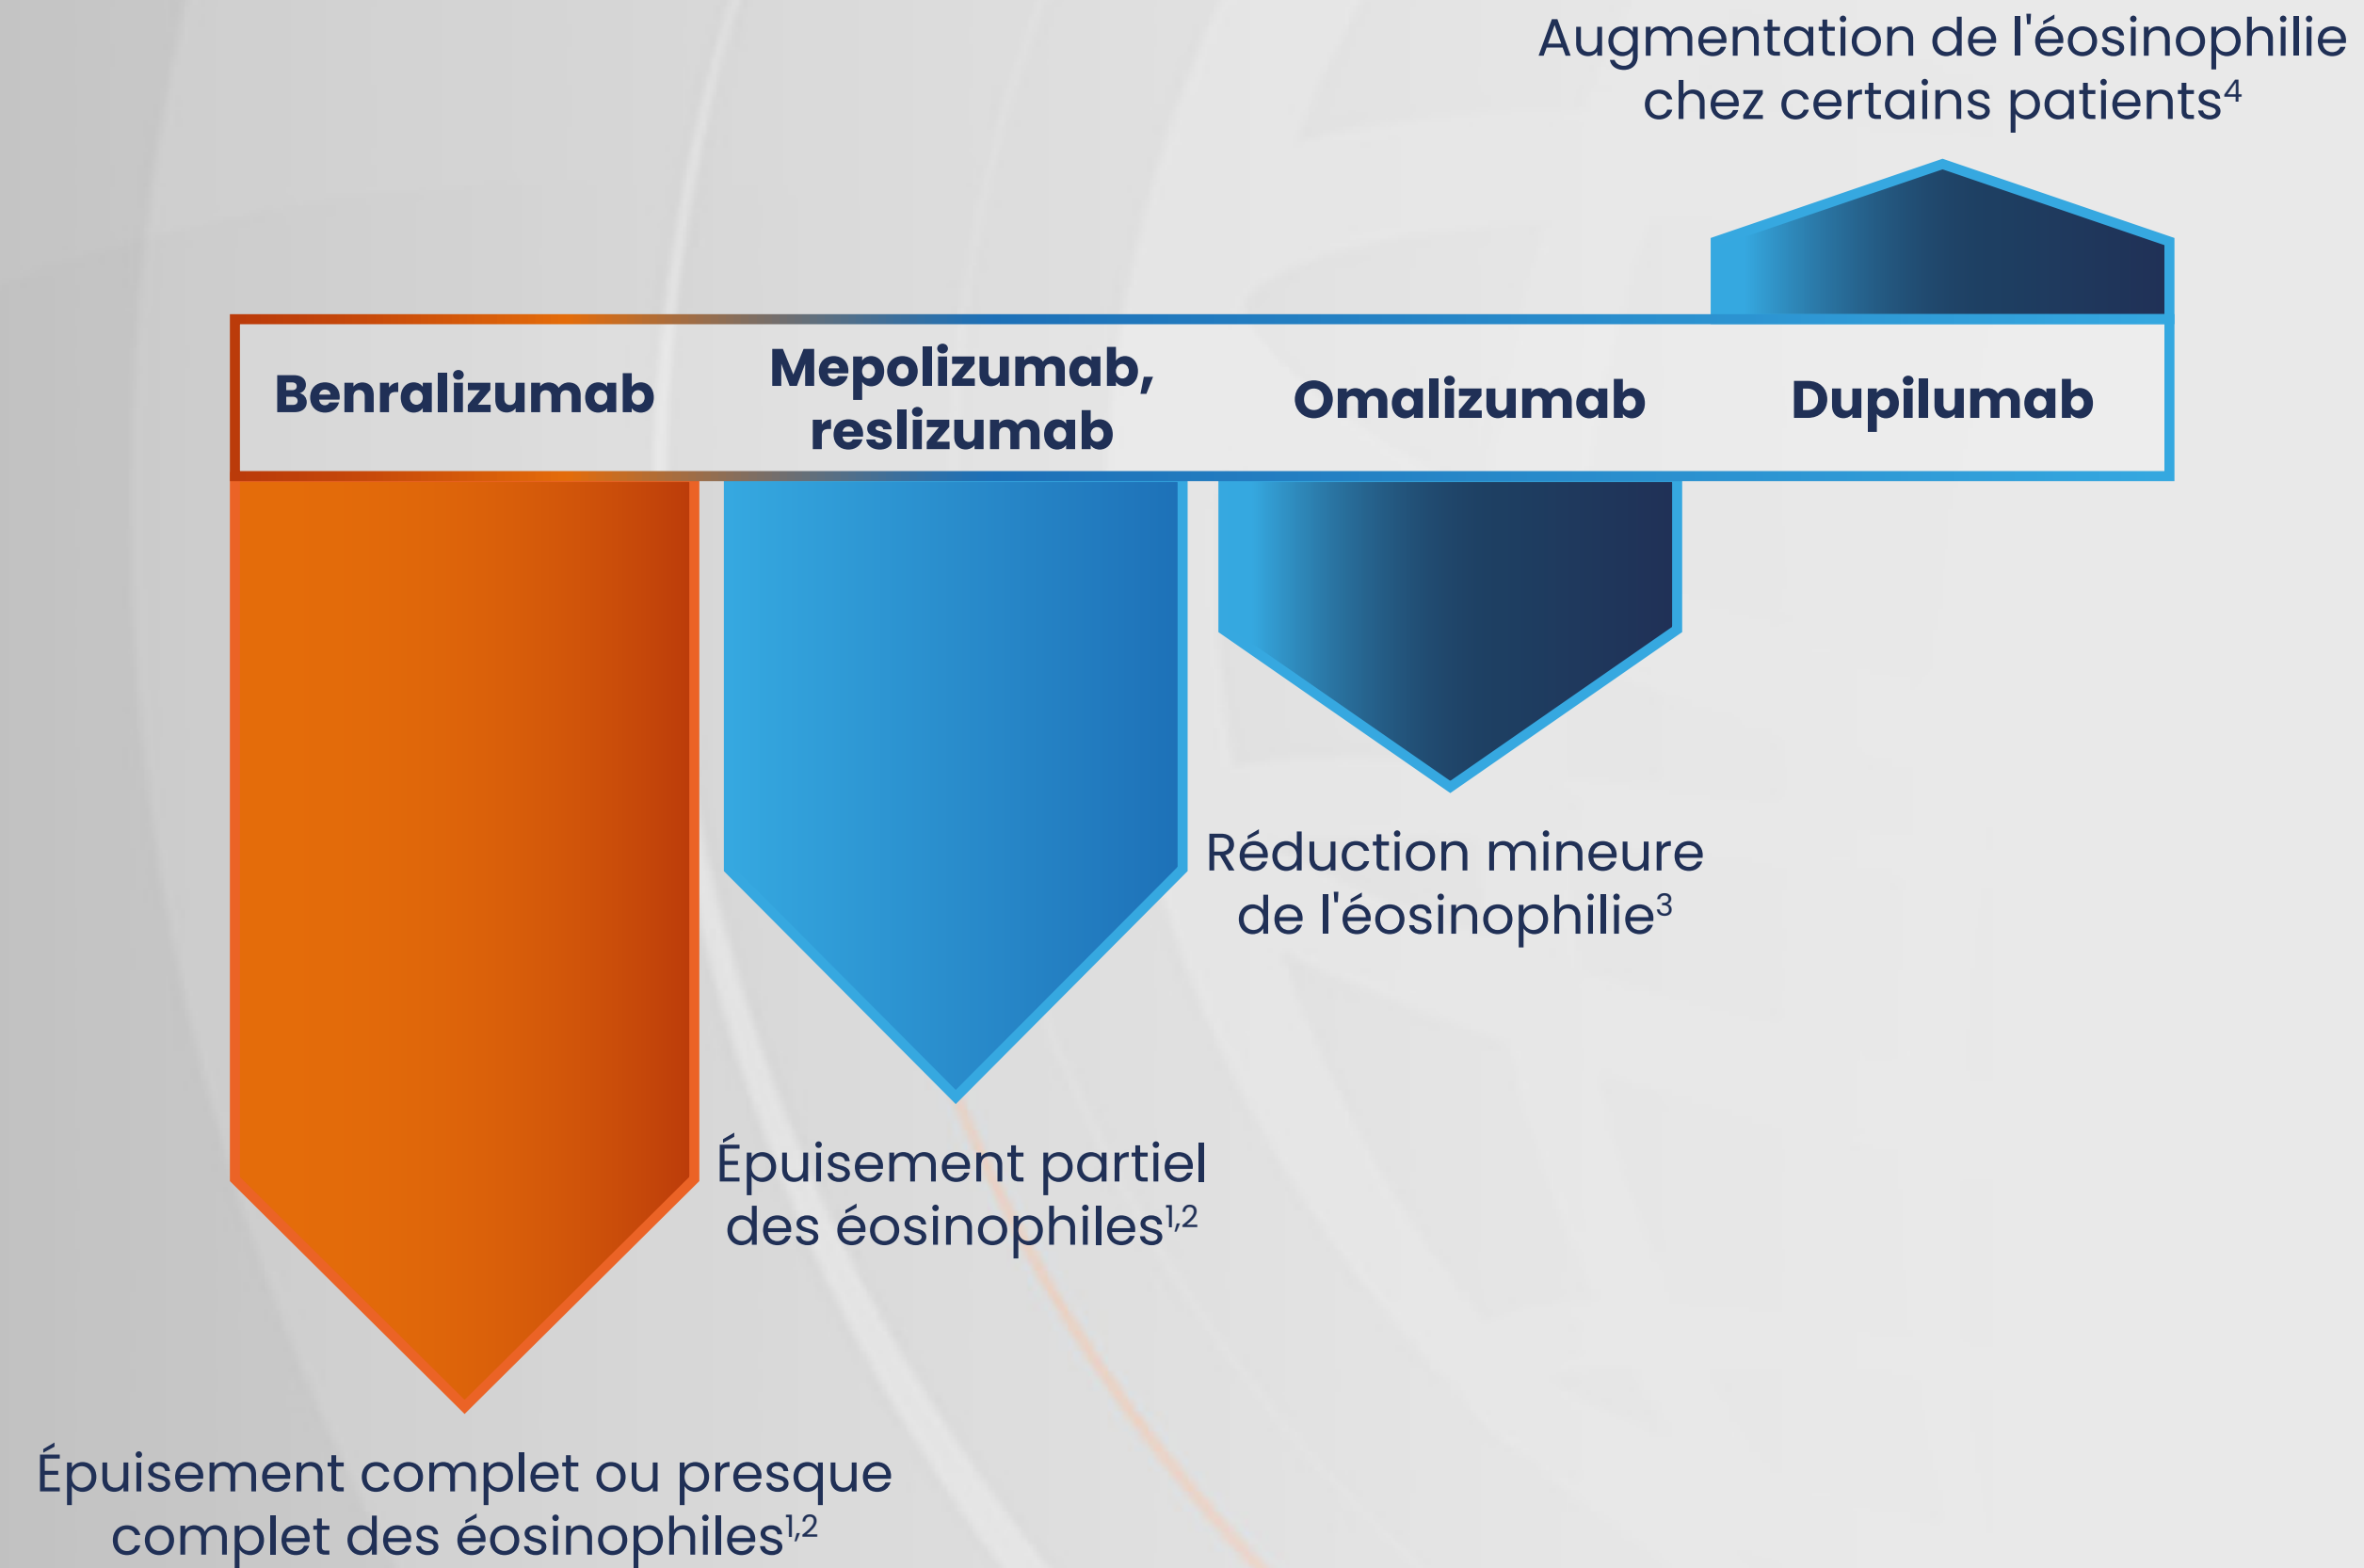 Augmentation de l'éosinophilie
chez certains patients⁴
Benralizumab
Mepolizumab,
reslizumab
Omalizumab
Dupilumab
Réduction mineure
de l'éosinophilie³
Épuisement partiel
des éosinophiles¹,²
Épuisement complet ou presque
complet des éosinophiles¹,²